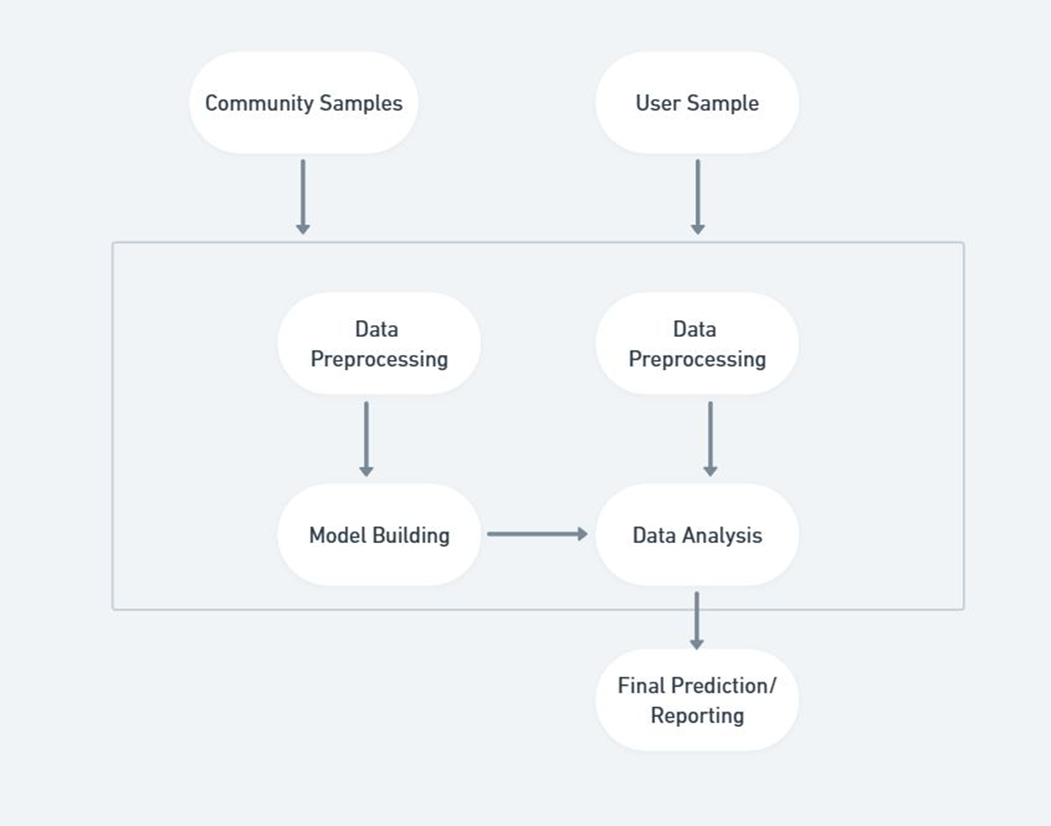 Community Samples
User Sample
Data
Preprocessing
Data
Preprocessing
Model Building
Data Analysis
Final Prediction/
Reporting